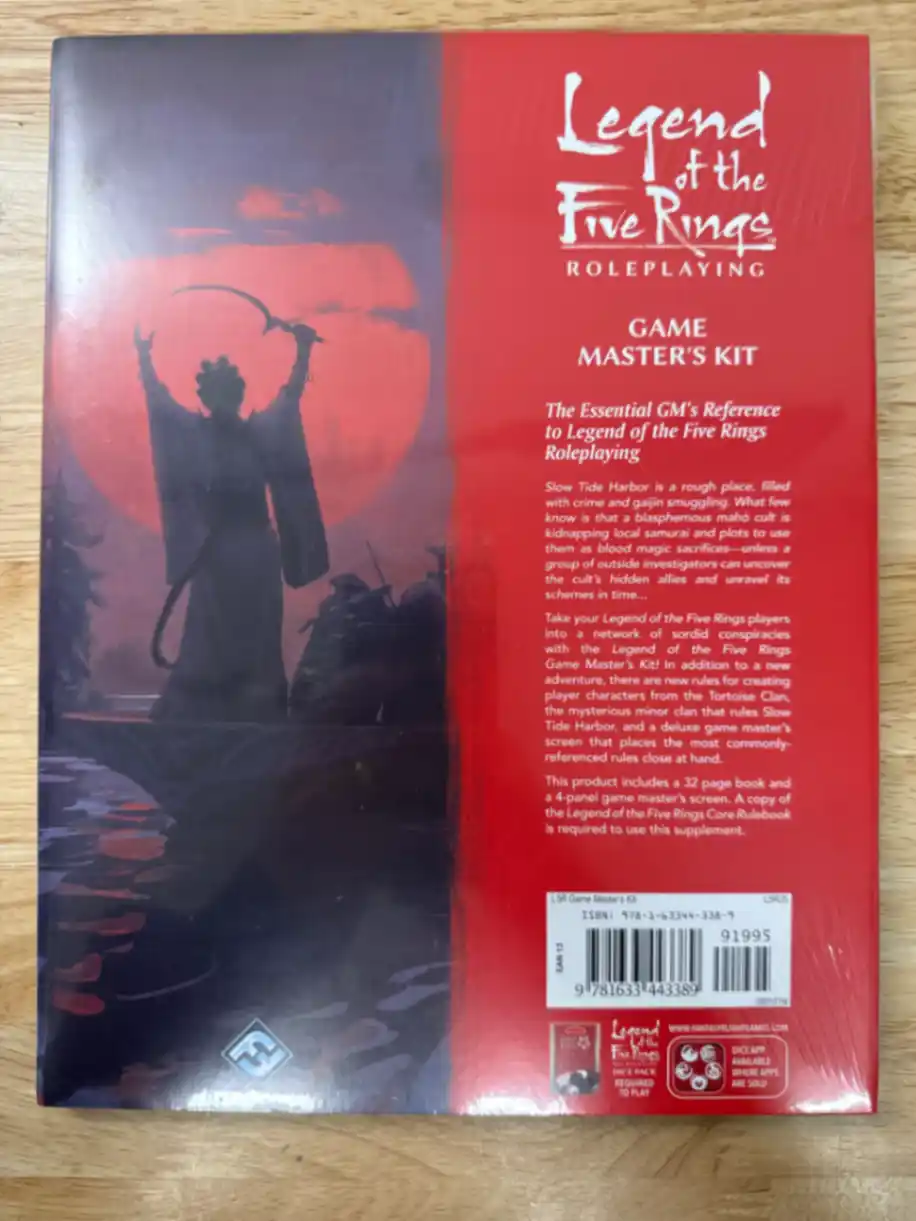 Legend
of the
Five Rings
ROLEPLAYING
GAME
MASTER'S KIT
The Essential GM's Reference
to Legend of the Five Rings
Roleplaying
Slow Tide Harbor is a rough place, filled
with crime and gaijin smuggling. What few
know is that a blasphemous mahō cult is
kidnapping local samurai and plots to use
them as blood magic sacrifices—unless a
group of outside investigators can uncover
the cult's hidden allies and unravel its
schemes in time...
Take your Legend of the Five Rings players
into a network of sordid conspiracies
with the Legend of the Five Rings
Game Master's Kit! In addition to a new
adventure, there are new rules for creating
player characters from the Tortoise Clan,
the mysterious minor clan that rules Slow
Tide Harbor, and a deluxe game master's
screen that places the most commonly-
referenced rules close at hand.
This product includes a 32 page book and
a 4-panel game master's screen. A copy of
the Legend of the Five Rings Core Rulebook
is required to use this supplement.
L5R Game Master's Kit
ISBN: 978-1-63344-338-9
91995
EAN 13
9 781633 443389
Legend
of the
Five Rings
DICE PACK
REQUIRED
TO PLAY
WWW.FANTASYFLIGHTGAMES.COM
DICE APP
AVAILABLE
WHERE APPS
ARE SOLD